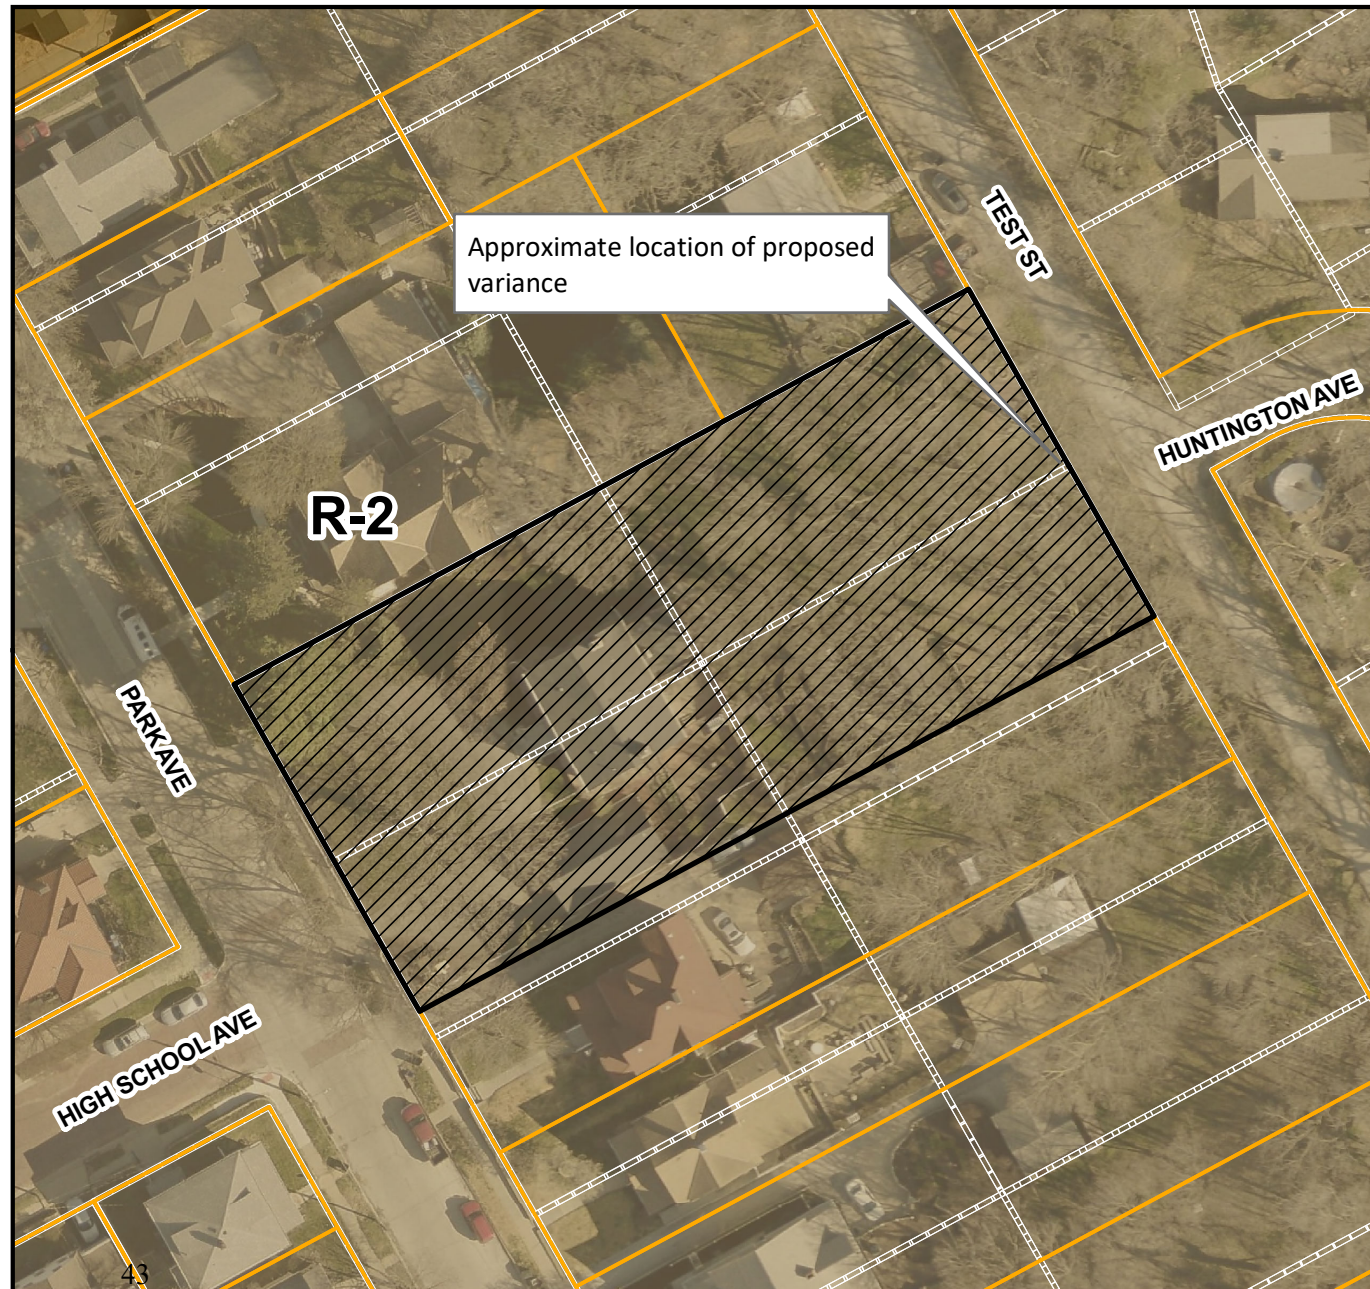 Approximate location of proposed
variance
TEST ST
HUNTINGTON AVE
R-2
PARK AVE
HIGH SCHOOL AVE
43